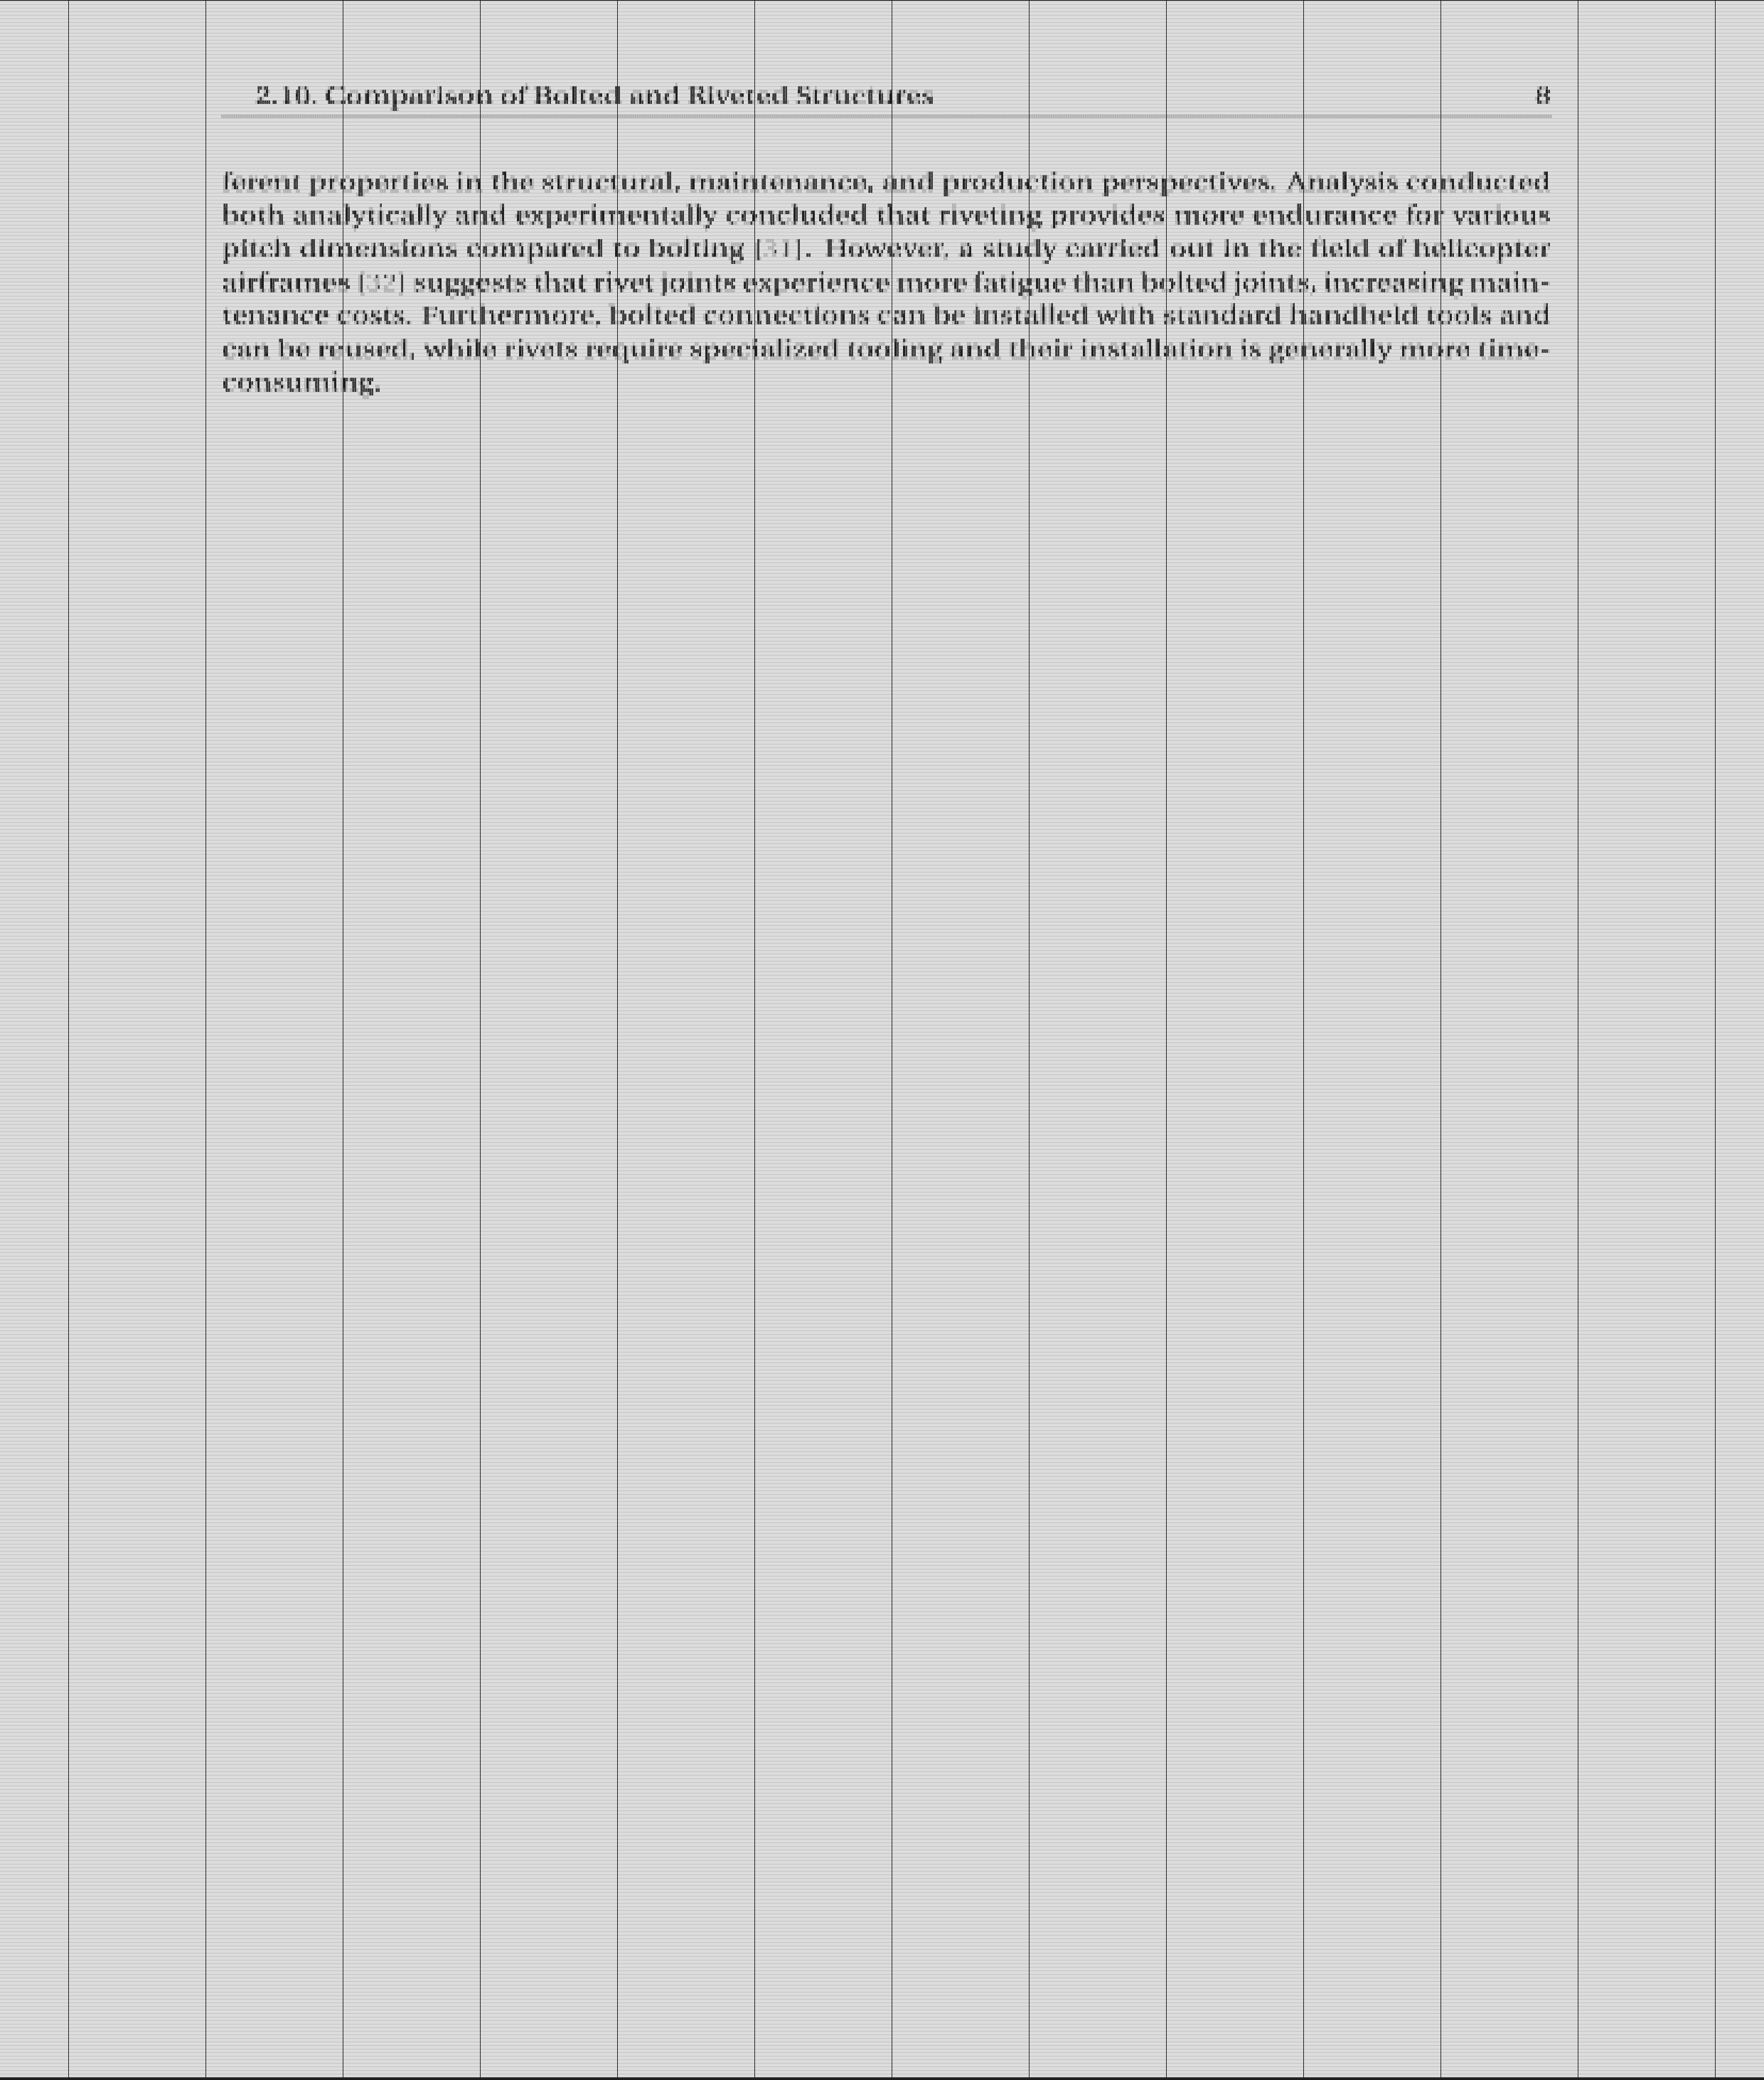 2.10. Comparison of Bolted and Riveted Structures 8
ferent properties in the structural, maintenance, and production perspectives. Analysis conducted
both analytically and experimentally concluded that riveting provides more endurance for various
pitch dimensions compared to bolting [31]. However, a study carried out in the field of helicopter
airframes [32] suggests that rivet joints experience more fatigue than bolted joints, increasing main-
tenance costs. Furthermore, bolted connections can be installed with standard handheld tools and
can be reused, while rivets require specialized tooling and their installation is generally more time-
consuming.